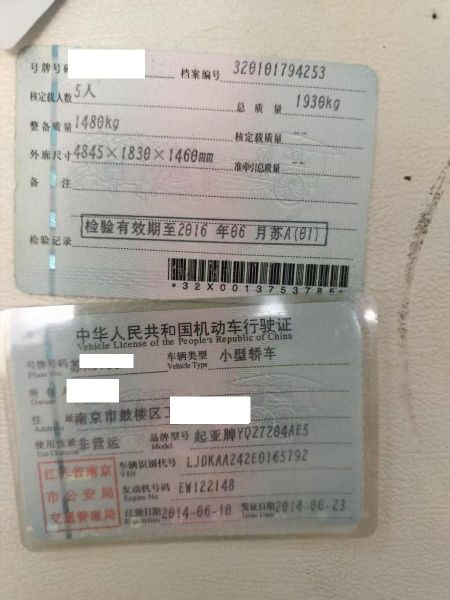 号牌号码 档案编号 320101794253
核定载人数 5人 总质量 1930kg
整备质量 1480kg 核定载质量 --
外廓尺寸 4845×1830×1460mm 准牵引总质量 --
备注
检验有效期至2016年06月苏A(01)
检验记录
*32X0013753785*
中华人民共和国机动车行驶证
Vehicle License of the People's Republic of China
号牌号码 车辆类型 小型轿车
Plate No. Vehicle Type
所有人
Owner
住址 南京市鼓楼区
使用性质 非营运 品牌型号 起亚牌YQZ7204AE5
Use Character Model
江苏省南京 车辆识别代号 LJDKAA242E0165792
VIN
市公安局 发动机号码 EW122148
Engine No.
交通管理局 注册日期 2014-06-18 发证日期 2014-06-23
Register Date Issue Date